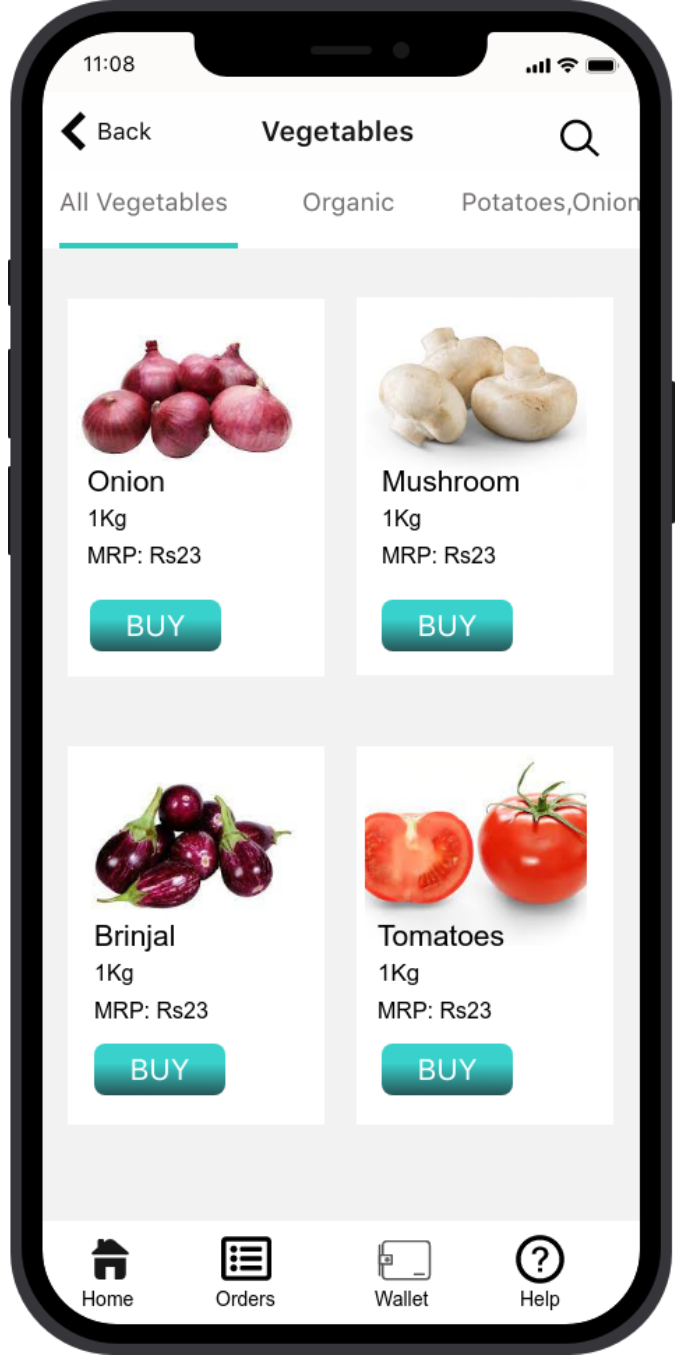 11:08
Back
Vegetables
All Vegetables
Organic
Potatoes,Onion
Onion
1Kg
MRP: Rs23
BUY
Mushroom
1Kg
MRP: Rs23
BUY
Brinjal
1Kg
MRP: Rs23
BUY
Tomatoes
1Kg
MRP: Rs23
BUY
Home
Orders
Wallet
Help